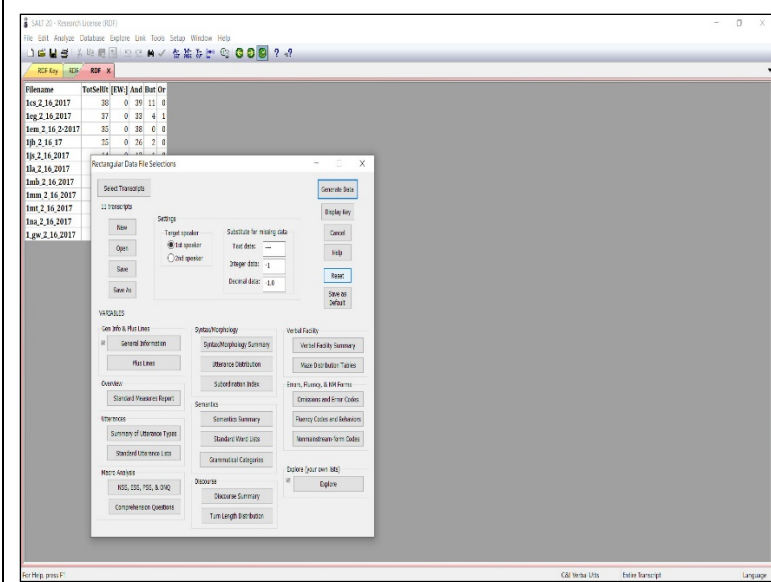 SALT 20 - Research License (RDF)
File Edit Analyze Database Explore Link Tools Setup Window Help
RDF Key RDF RDF X
Filename TotSelUt [EW:] And But Or
1cs_2_16_2017 38 0 39 11 0
1eg_2_16_2017 37 0 33 4 1
1em_2_16_2-2017 35 0 38 0 0
1jb_2_16_17 35 0 26 2 0
1js_2_16_2017
1la_2_16_2017
1mb_2_16_2017
1mm_2_16_2017
1mt_2_16_2017
1na_2_16_2017
1_gw_2_16_2017
Rectangular Data File Selections
Select Transcripts
Generate Data
11 transcripts
Display Key
New
Settings
Target speaker
Substitute for missing data
Cancel
1st speaker
Text data: ---
Open
2nd speaker
Help
Integer data: -1
Save
Reset
Decimal data: -1.0
Save As
Save as Default
VARIABLES
Gen Info & Plus Lines
Syntax/Morphology
Verbal Facility
General Information
Syntax/Morphology Summary
Verbal Facility Summary
Plus Lines
Utterance Distribution
Maze Distribution Tables
Overview
Subordination Index
Errors, Fluency, & NM Forms
Standard Measures Report
Semantics
Omissions and Error Codes
Utterances
Semantics Summary
Fluency Codes and Behaviors
Summary of Utterance Types
Standard Word Lists
Nonmainstream-form Codes
Standard Utterance Lists
Grammatical Categories
Macro Analysis
Explore (your own lists)
NSS, ESS, PSS, & ONQ
Discourse
Explore
Discourse Summary
Comprehension Questions
Turn Length Distribution
For Help, press F1
C&I Verbal Utts
Entire Transcript
Language